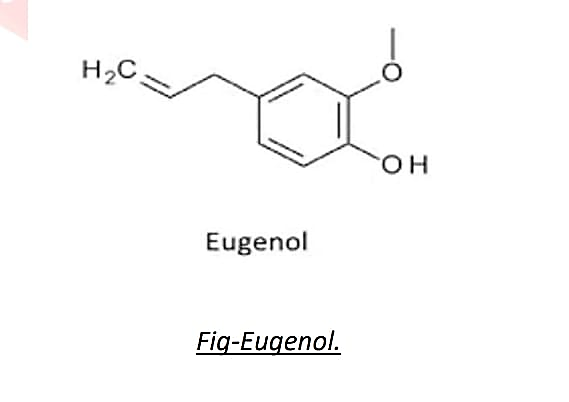 H₂C
O
OH
Eugenol
Fig-Eugenol.